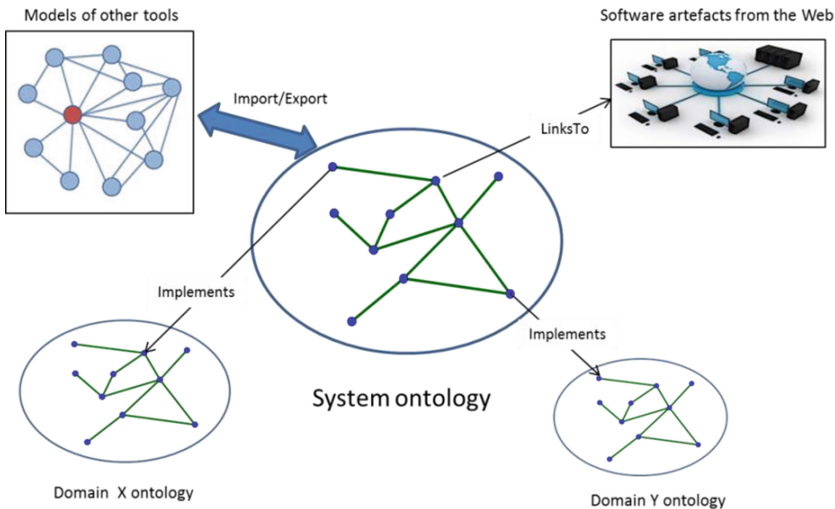 Models of other tools
Software artefacts from the Web
Import/Export
LinksTo
Implements
Implements
System ontology
Domain X ontology
Domain Y ontology